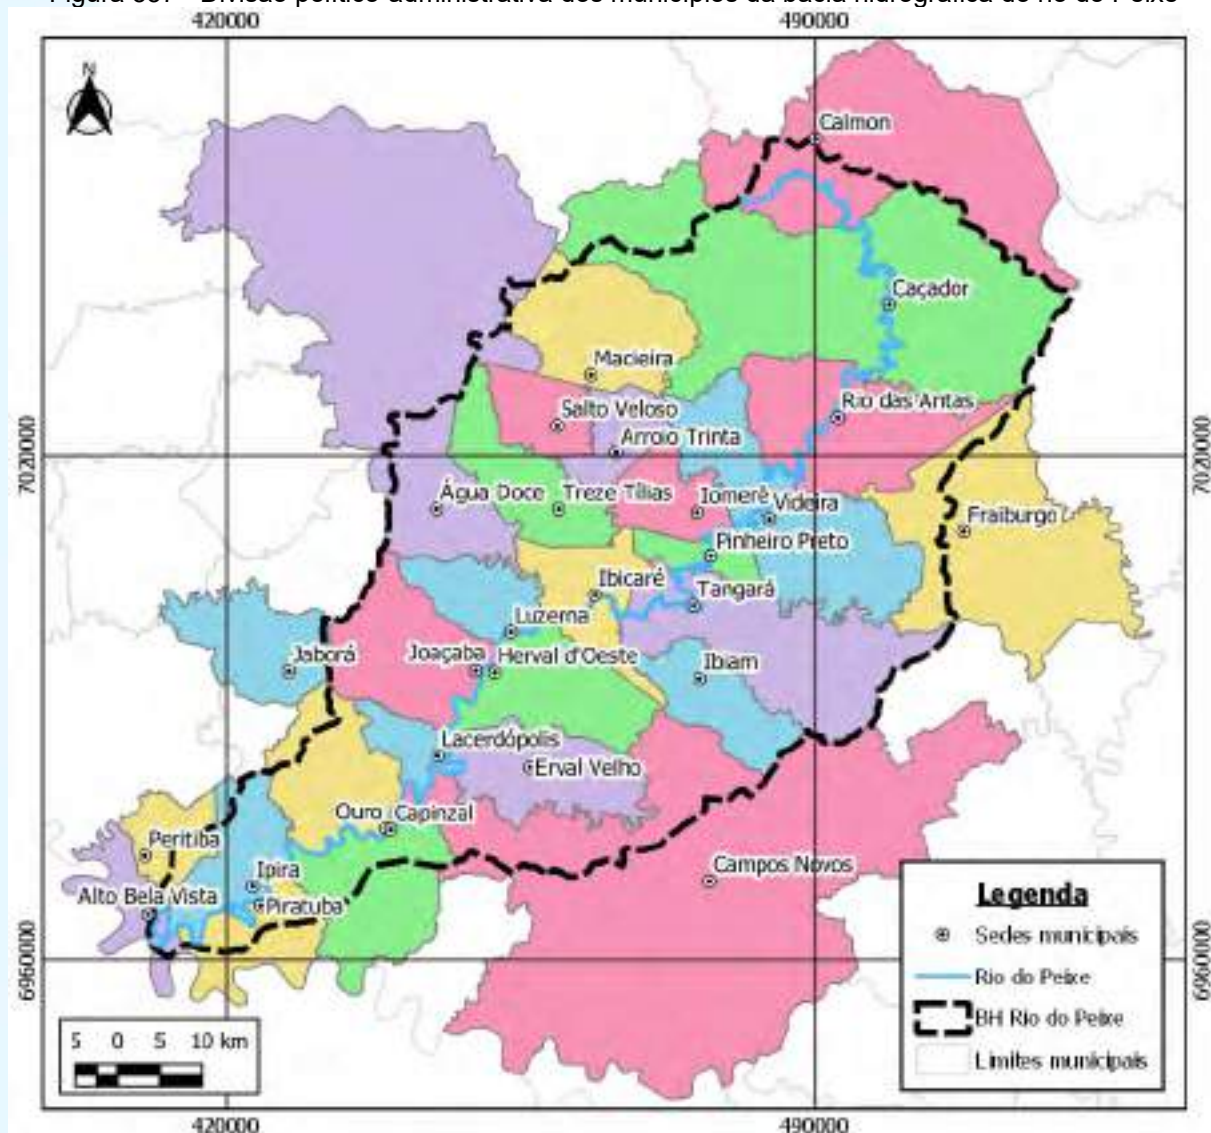 Figura 037 - Divisão político-administrativa dos municípios da bacia hidrográfica do rio do Peixe
420000
490000
N
Calmon
Caçador
Macieira
Salto Veloso
Rio das Antas
Arroio Trinta
7020000
7020000
Água Doce
Treze Tílias
Iomerê
Videira
Fraiburgo
Pinheiro Preto
Ibicaré
Tangará
Luzerna
Jaborá
Joaçaba
Herval d'Oeste
Ibiam
Lacerdópolis
Erval Velho
Ouro
Capinzal
Peritiba
Ipira
Campos Novos
Alto Bela Vista
Piratuba
Legenda
Sedes municipais
Rio do Peixe
BH Rio do Peixe
Limites municipais
6960000
6960000
5 0 5 10 km
420000
490000